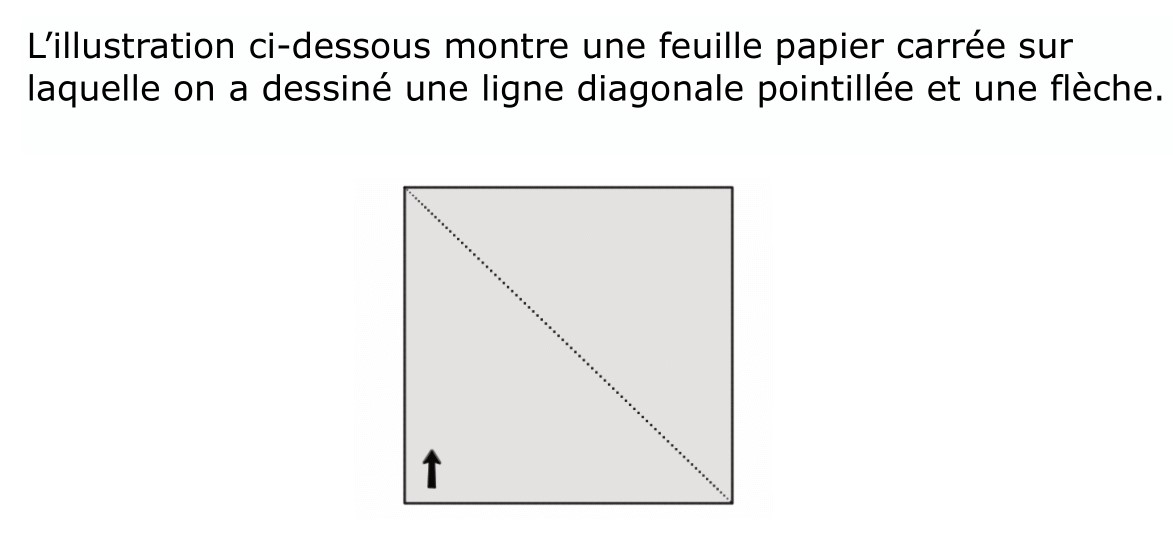 L’illustration ci-dessous montre une feuille papier carrée sur
laquelle on a dessiné une ligne diagonale pointillée et une flèche.